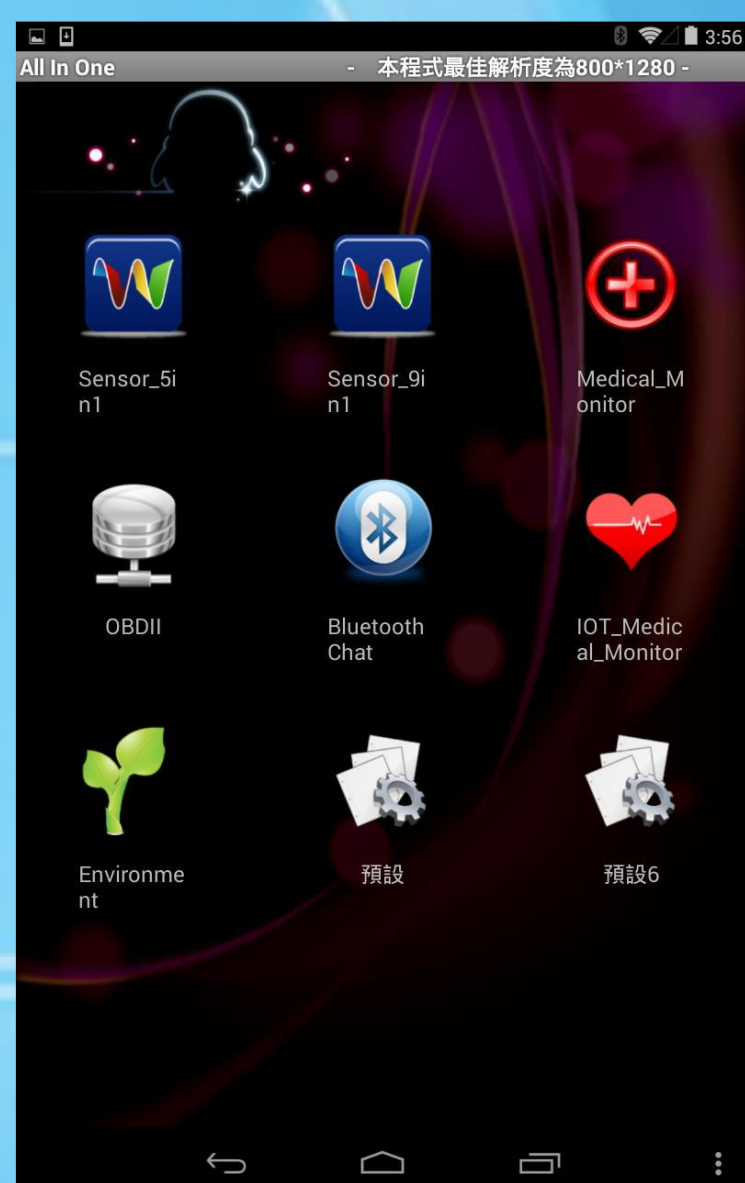 3:56
All In One - 本程式最佳解析度為800*1280 -
Sensor_5i
n1
Sensor_9i
n1
Medical_M
onitor
OBDII
Bluetooth
Chat
IOT_Medic
al_Monitor
Environme
nt
預設
預設6